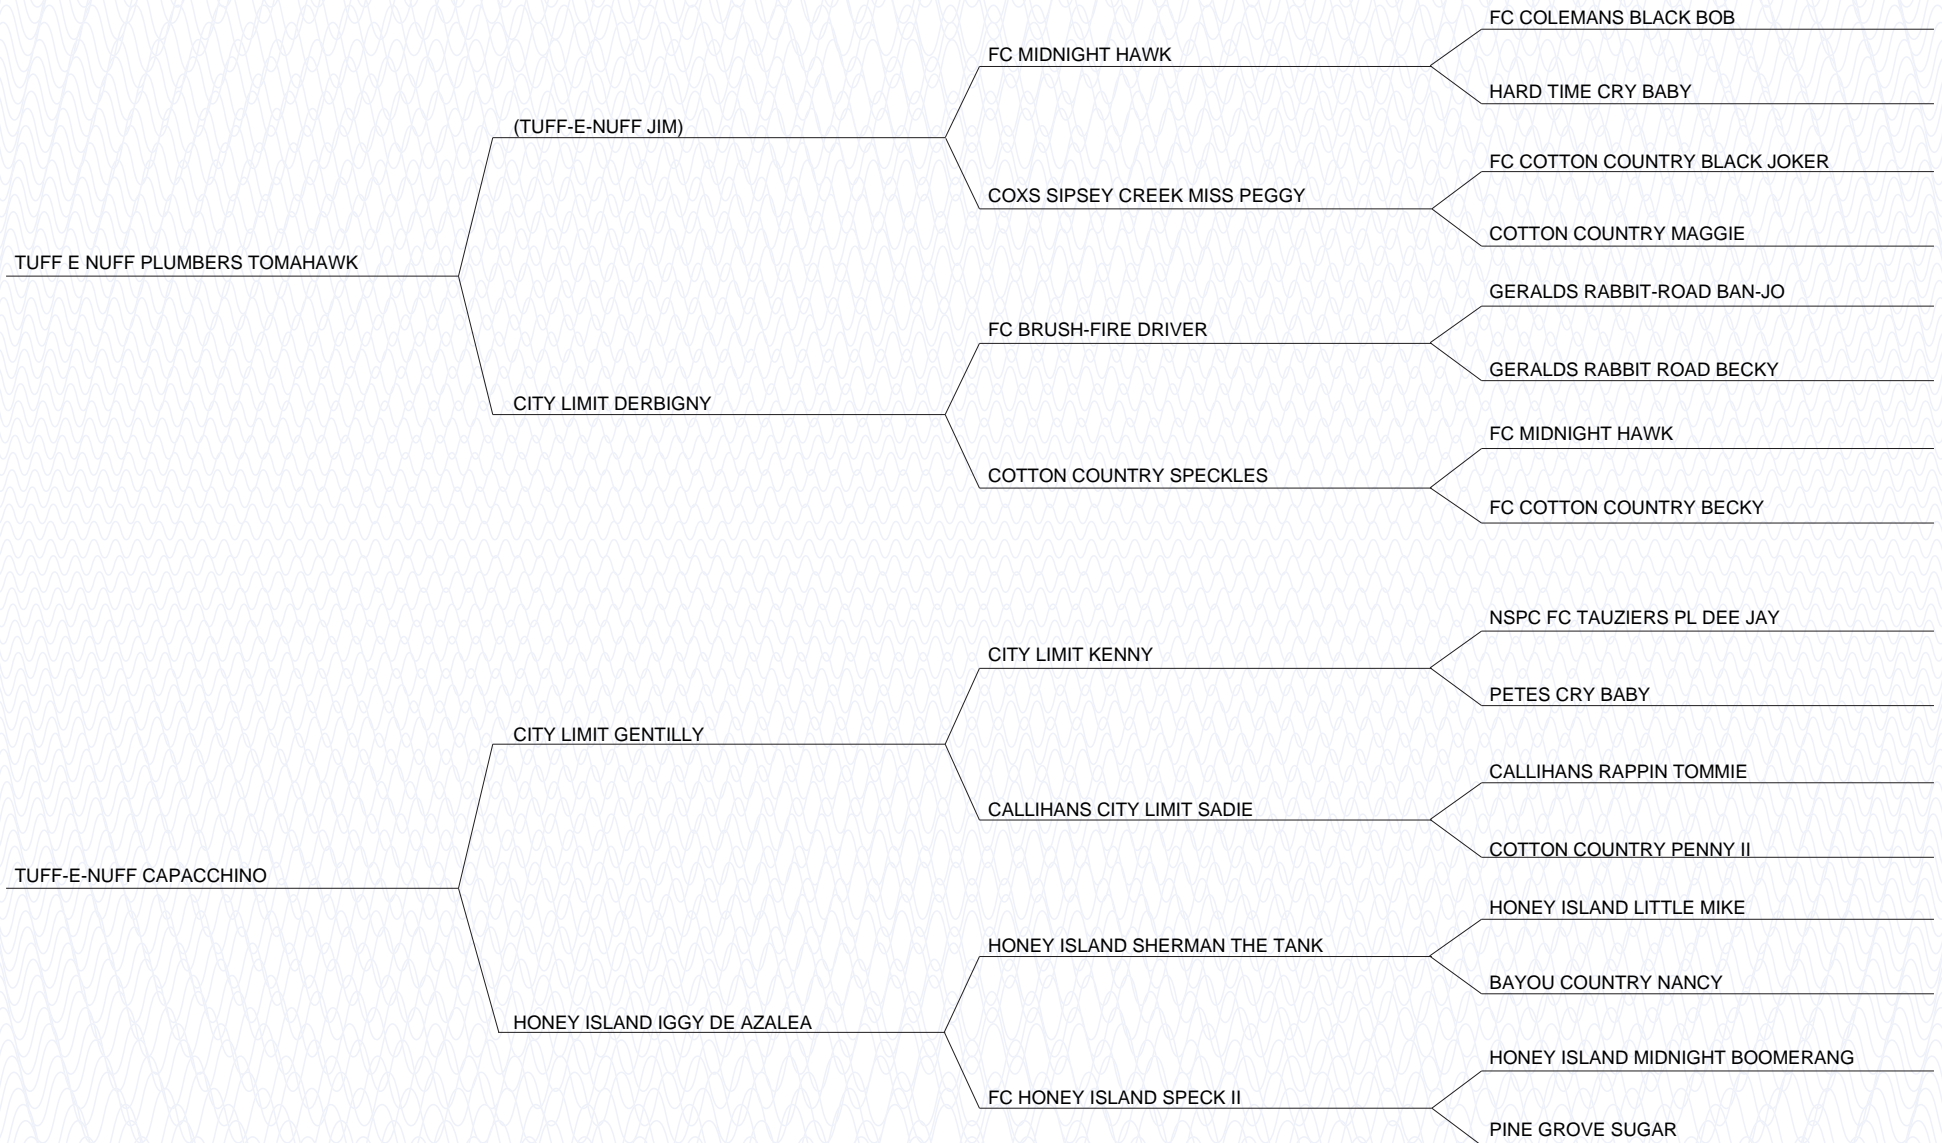 FC COLEMANS BLACK BOB
FC MIDNIGHT HAWK
HARD TIME CRY BABY
(TUFF-E-NUFF JIM)
FC COTTON COUNTRY BLACK JOKER
COXS SIPSEY CREEK MISS PEGGY
COTTON COUNTRY MAGGIE
TUFF E NUFF PLUMBERS TOMAHAWK
GERALDS RABBIT-ROAD BAN-JO
FC BRUSH-FIRE DRIVER
GERALDS RABBIT ROAD BECKY
CITY LIMIT DERBIGNY
FC MIDNIGHT HAWK
COTTON COUNTRY SPECKLES
FC COTTON COUNTRY BECKY
NSPC FC TAUZIERS PL DEE JAY
CITY LIMIT KENNY
PETES CRY BABY
CITY LIMIT GENTILLY
CALLIHANS RAPPIN TOMMIE
CALLIHANS CITY LIMIT SADIE
COTTON COUNTRY PENNY II
TUFF-E-NUFF CAPACCHINO
HONEY ISLAND LITTLE MIKE
HONEY ISLAND SHERMAN THE TANK
BAYOU COUNTRY NANCY
HONEY ISLAND IGGY DE AZALEA
HONEY ISLAND MIDNIGHT BOOMERANG
FC HONEY ISLAND SPECK II
PINE GROVE SUGAR